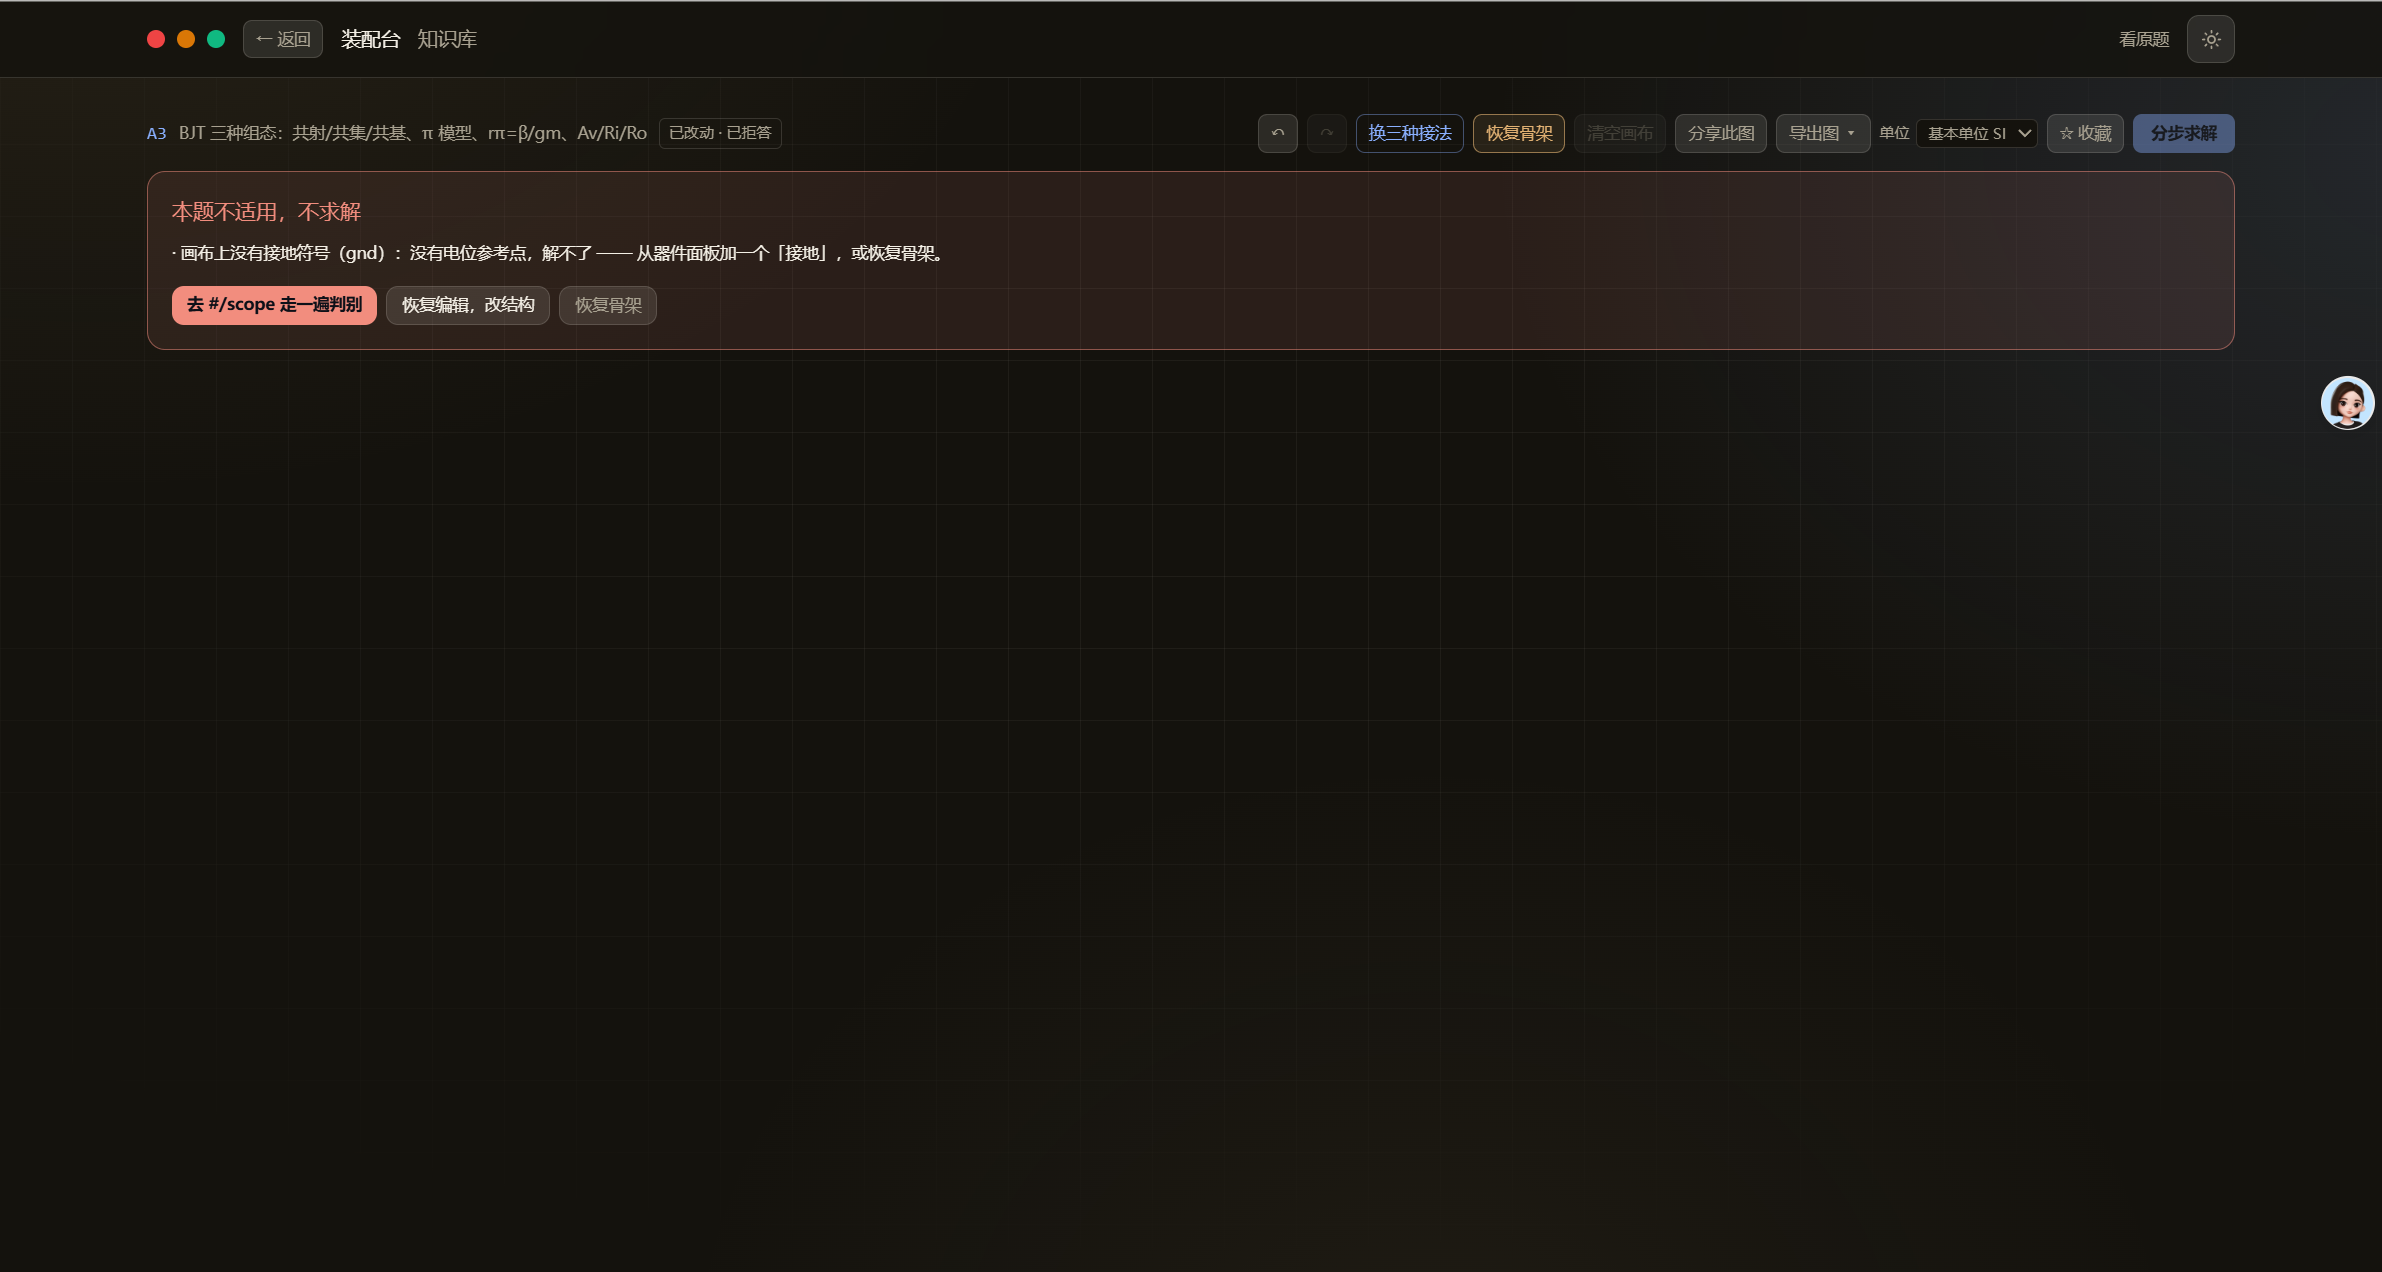 ← 返回 装配台 知识库 看原题
A3 BJT 三种组态：共射/共集/共基、π 模型、rπ=β/gm、Av/Ri/Ro 已改动 · 已拒答 换三种接法 恢复骨架 清空画布 分享此图 导出图 单位 基本单位 SI ☆ 收藏 分步求解
本题不适用，不求解
· 画布上没有接地符号（gnd）：没有电位参考点，解不了 —— 从器件面板加一个「接地」，或恢复骨架。
去 #/scope 走一遍判别 恢复编辑，改结构 恢复骨架